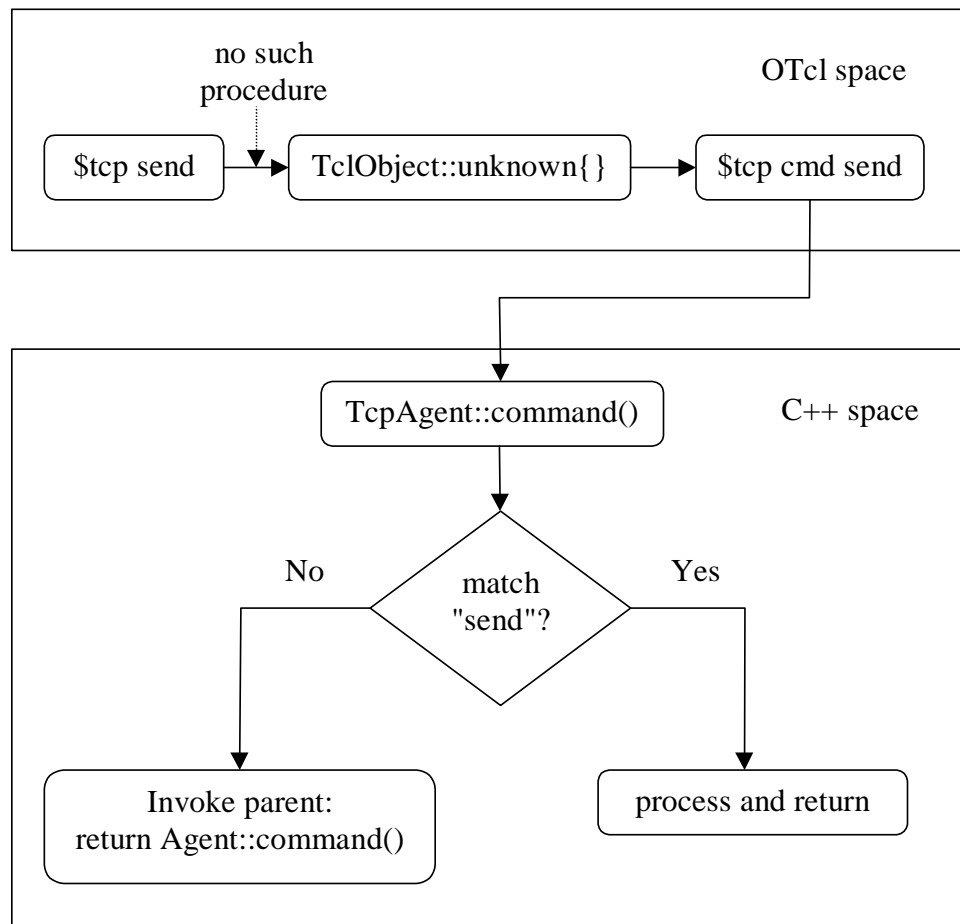 no such
procedure
OTcl space
$tcp send
TclObject::unknown{}
$tcp cmd send
TcpAgent::command()
C++ space
No
match
"send"?
Yes
Invoke parent:
return Agent::command()
process and return